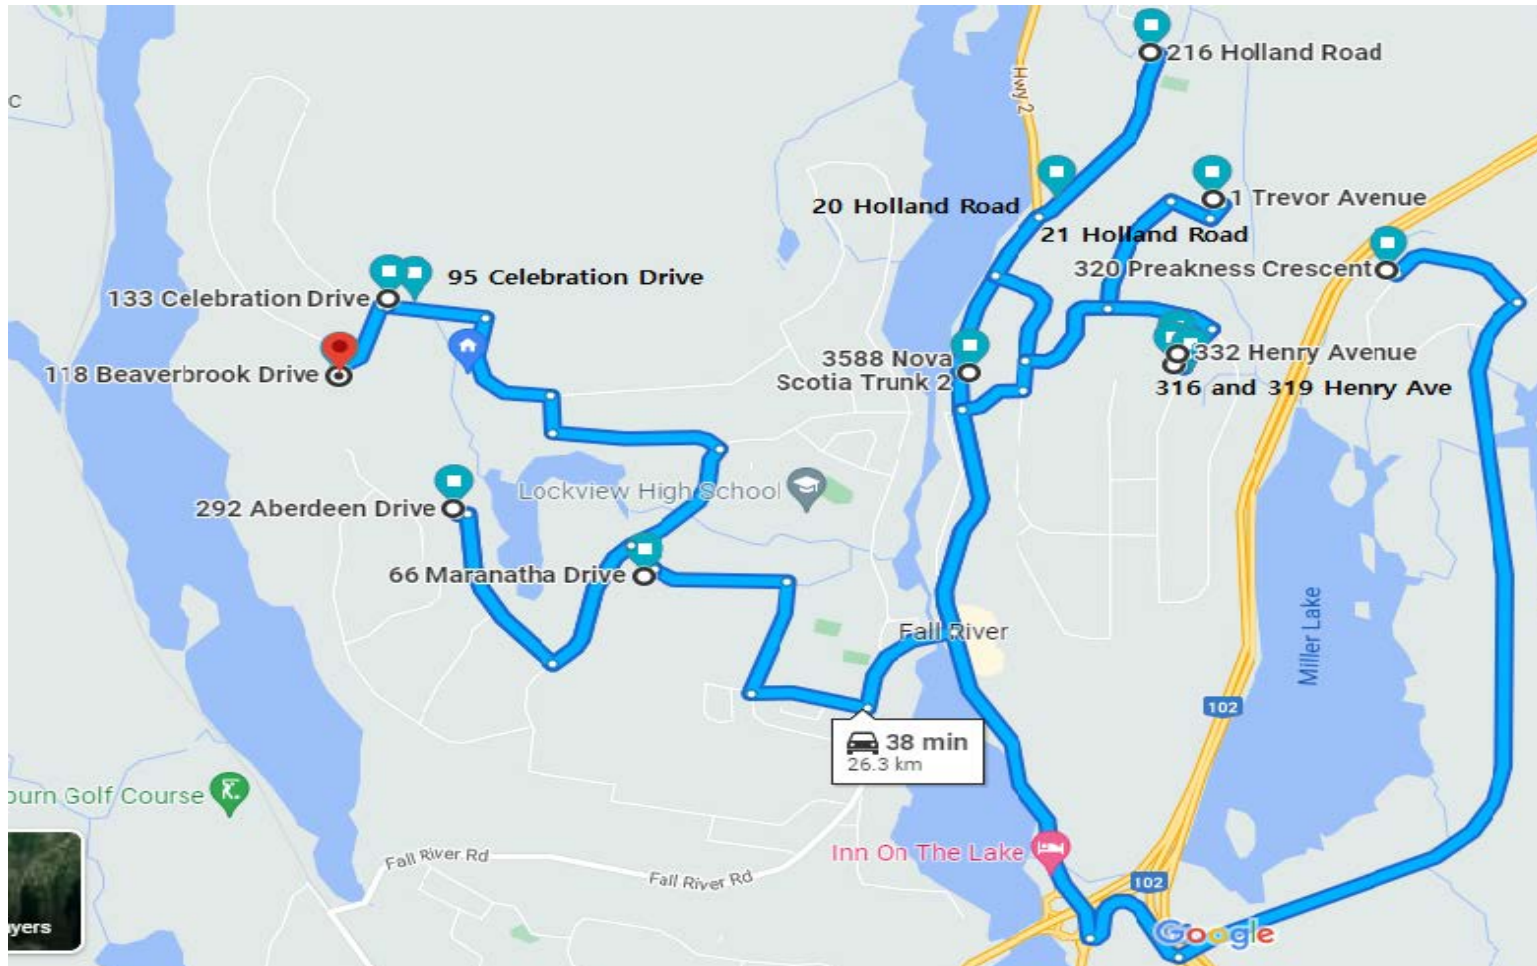 216 Holland Road
Hwy 2
C
20 Holland Road
1 Trevor Avenue
21 Holland Road
320 Preakness Crescent
95 Celebration Drive
133 Celebration Drive
118 Beaverbrook Drive
3588 Nova
Scotia Trunk 2
332 Henry Avenue
316 and 319 Henry Ave
Lockview High School
292 Aberdeen Drive
66 Maranatha Drive
Fall River
Miller Lake
102
38 min
26.3 km
ourn Golf Course
Inn On The Lake
Fall River Rd
Fall River Rd
102
Google
ayers